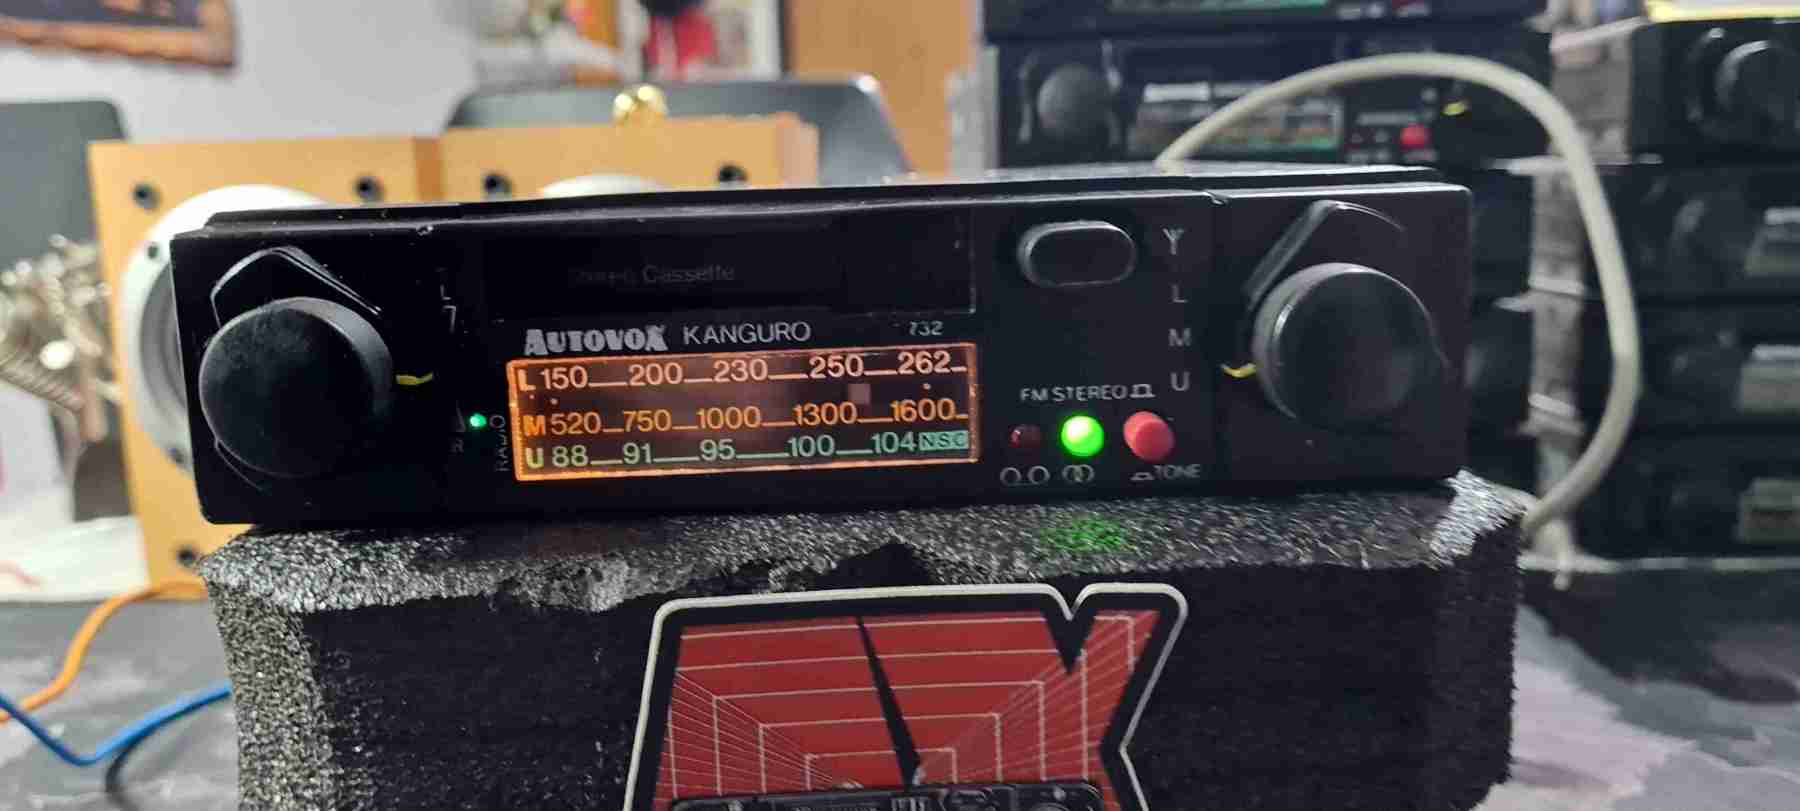 Stereo Cassette
AUTOVOX KANGURO 732
L 150 200 230 250 262
M 520 750 1000 1300 1600
U 88 91 95 100 104 NSC
RADIO
L
M
U
FM STEREO
TONE